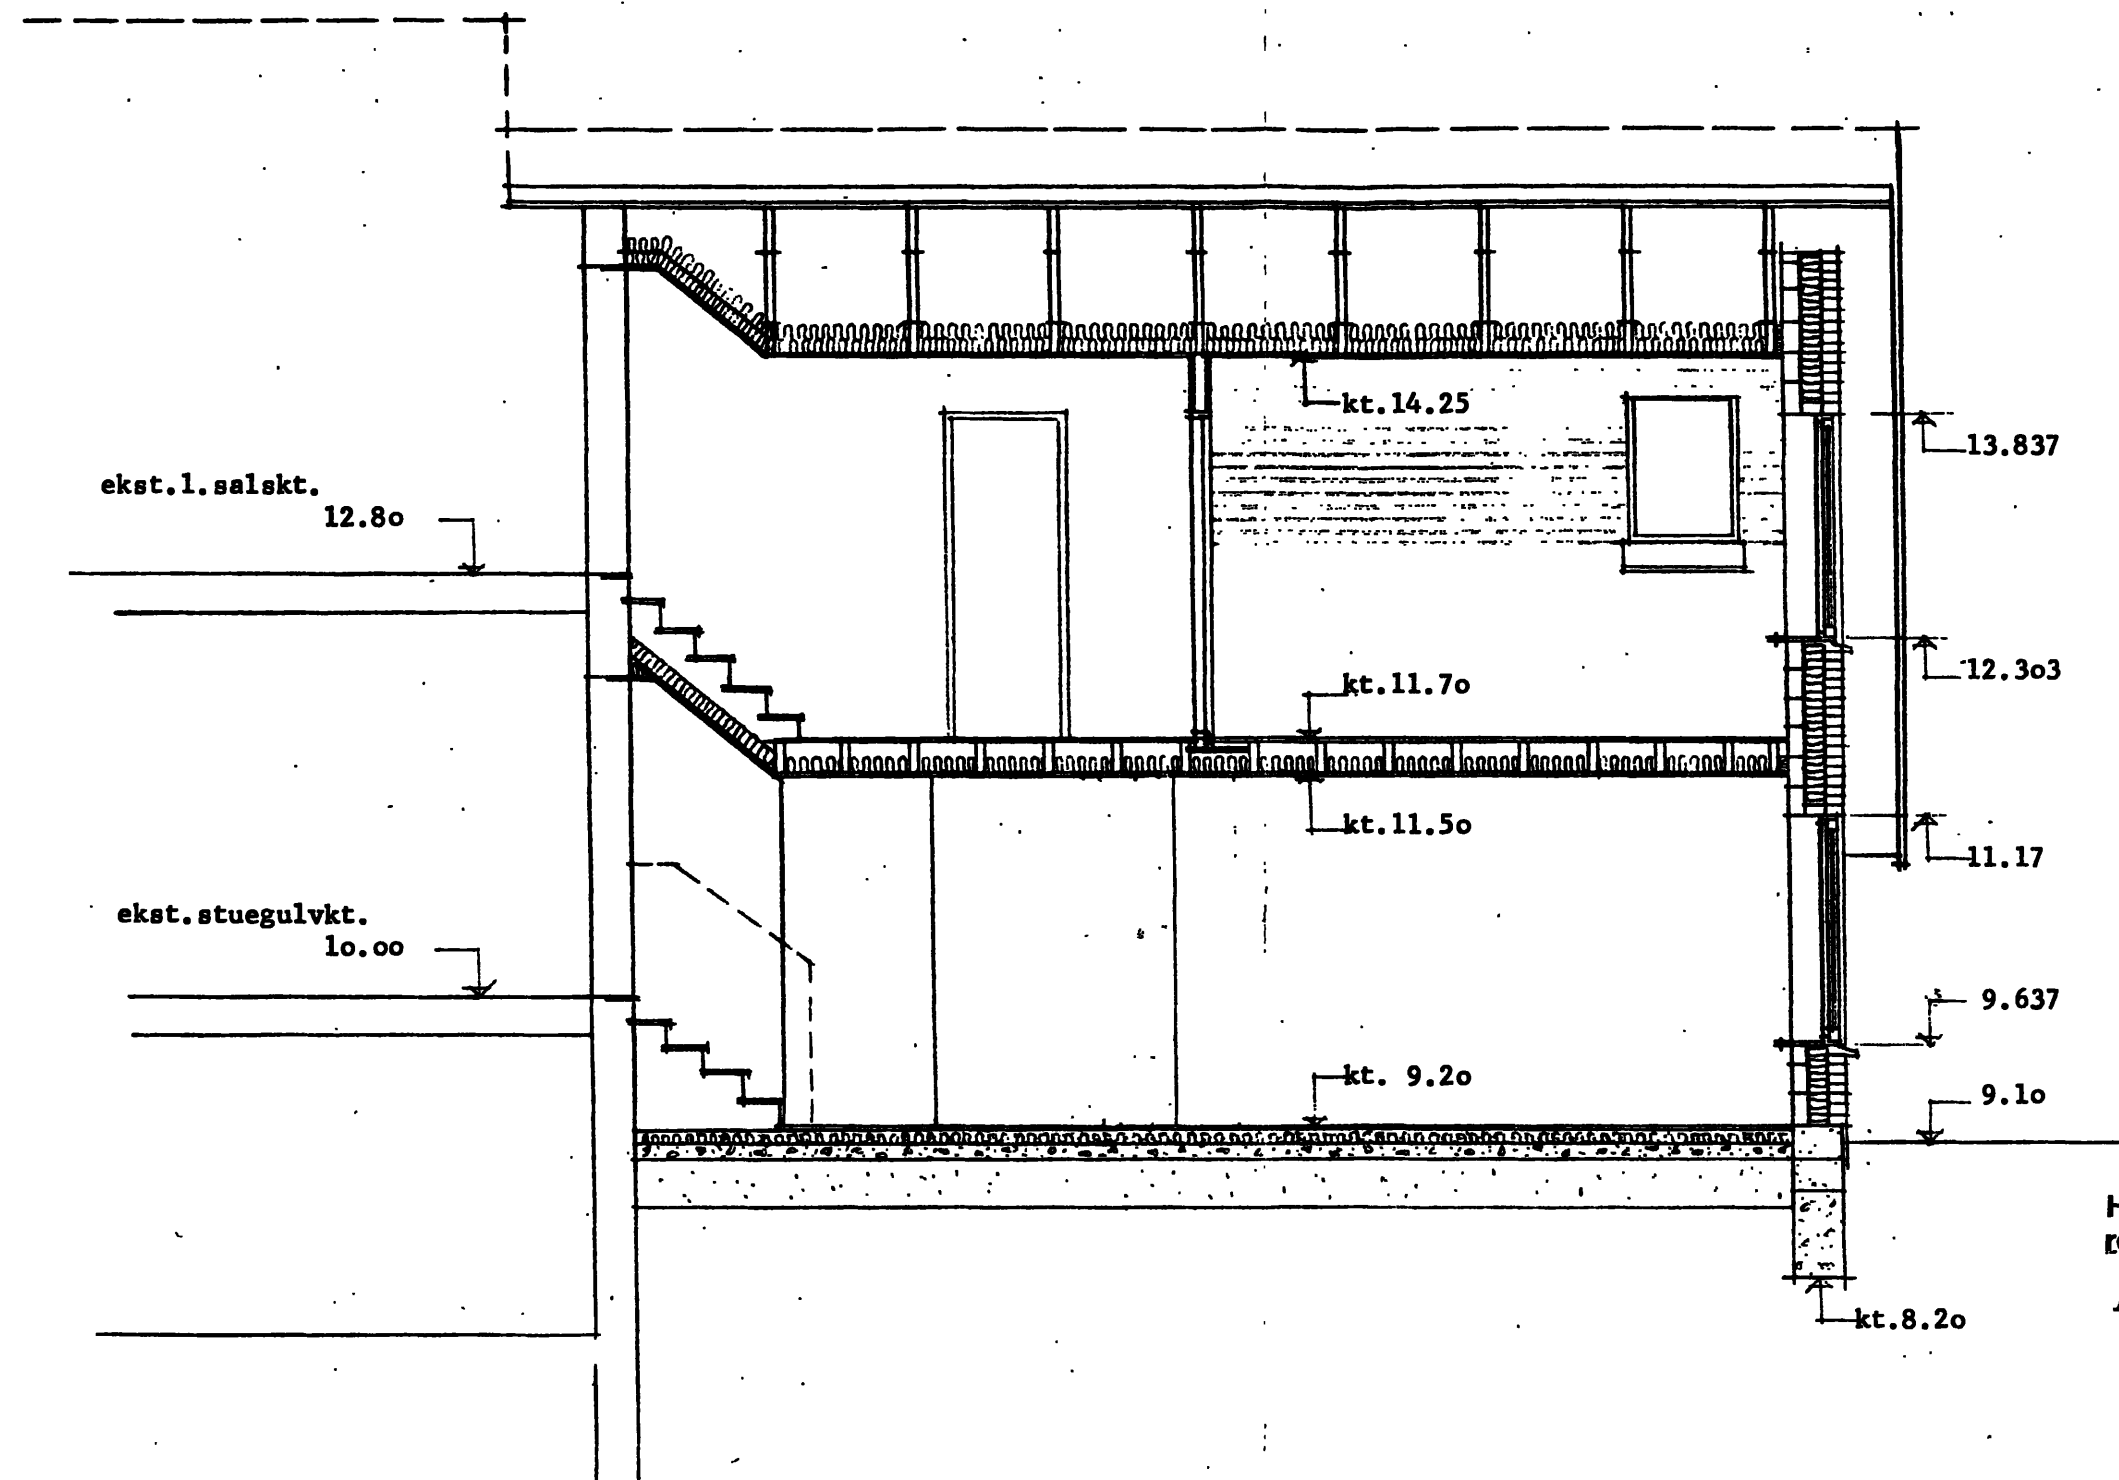 kt.14.25
13.837
ekst.1.salskt.
12.8o
kt.11.7o
12.3o3
kt.11.5o
11.17
ekst.stuegulvkt.
1o.oo
9.637
kt. 9.2o
9.1o
kt.8.2o